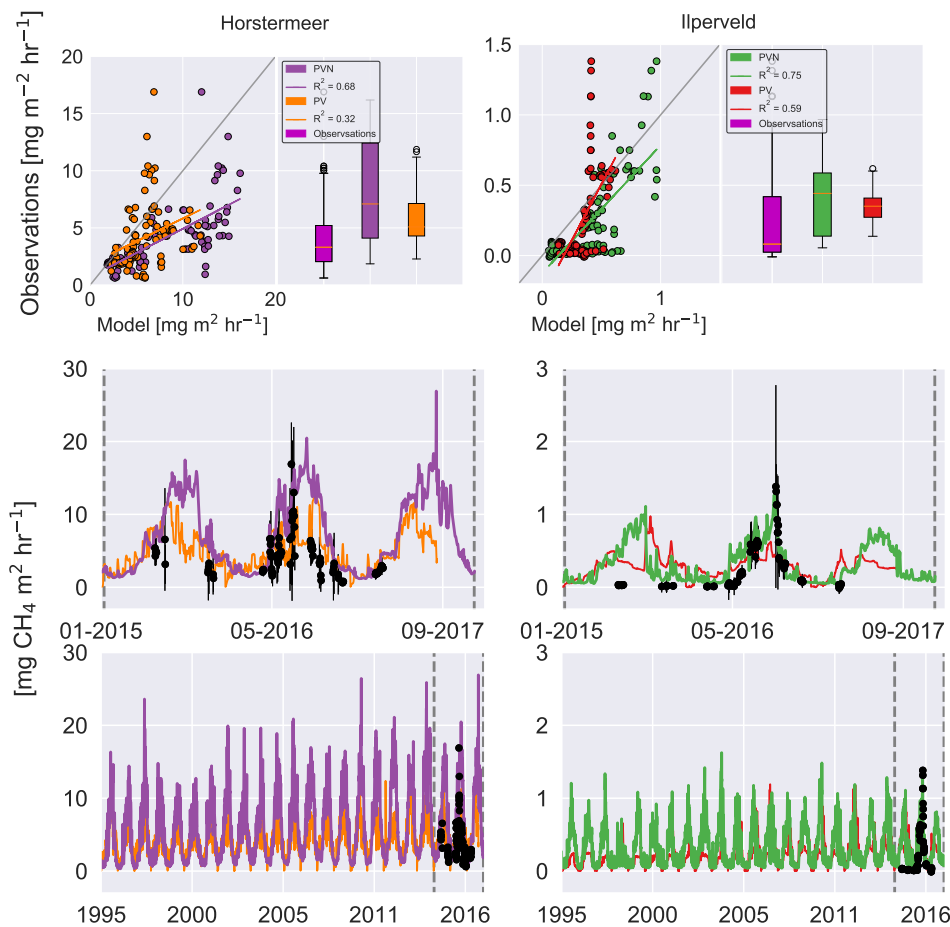 Horstermeer
Ilperveld
Observations [mg m⁻² hr⁻¹]
20
15
10
5
0
0
10
20
Model [mg m² hr⁻¹]
PVN
R² = 0.68
PV
R² = 0.32
Obsevrsations
1.5
1.0
0.5
0.0
0
1
Model [mg m² hr⁻¹]
PVN
R² = 0.75
PV
R² = 0.59
Obsevrsations
[mg CH₄ m² hr⁻¹]
30
20
10
0
01-2015
05-2016
09-2017
3
2
1
0
01-2015
05-2016
09-2017
30
20
10
0
1995
2000
2011
2016
3
2
1
0
1995
2000
2005
2011
2016